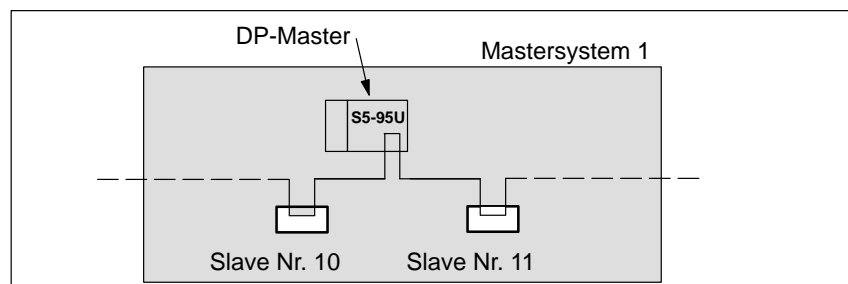 DP-Master
Mastersystem 1
S5-95U
Slave Nr. 10
Slave Nr. 11